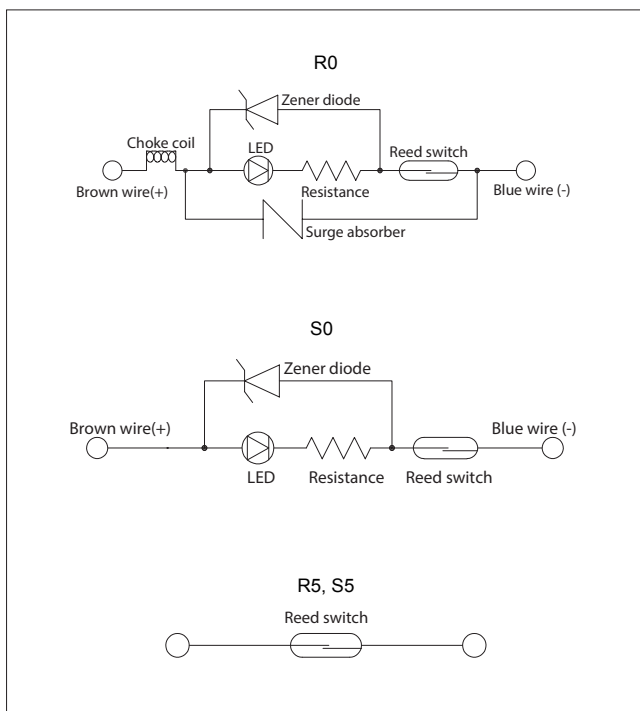 R0
Zener diode
Choke coil
LED
Reed switch
Brown wire(+)
Resistance
Blue wire (-)
Surge absorber
S0
Zener diode
Brown wire(+)
Blue wire (-)
LED
Resistance
Reed switch
R5, S5
Reed switch